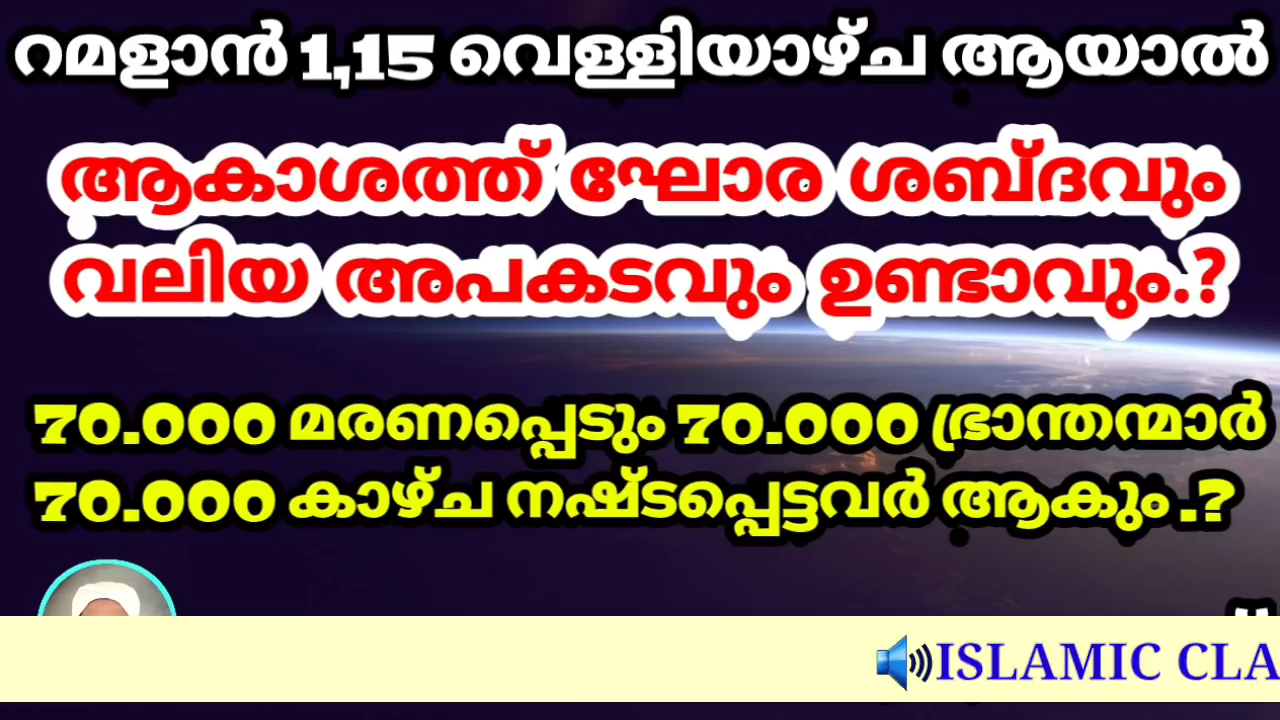 റമളാൻ 1,15 വെള്ളിയാഴ്ച ആയാൽ
ആകാശത്ത് ഘോര ശബ്ദവും
വലിയ അപകടവും ഉണ്ടാവും.?
70.000 മരണപ്പെടും 70.000 ഭ്രാന്തന്മാർ
70.000 കാഴ്ച നഷ്ടപ്പെട്ടവർ ആകും.?
ISLAMIC CLA